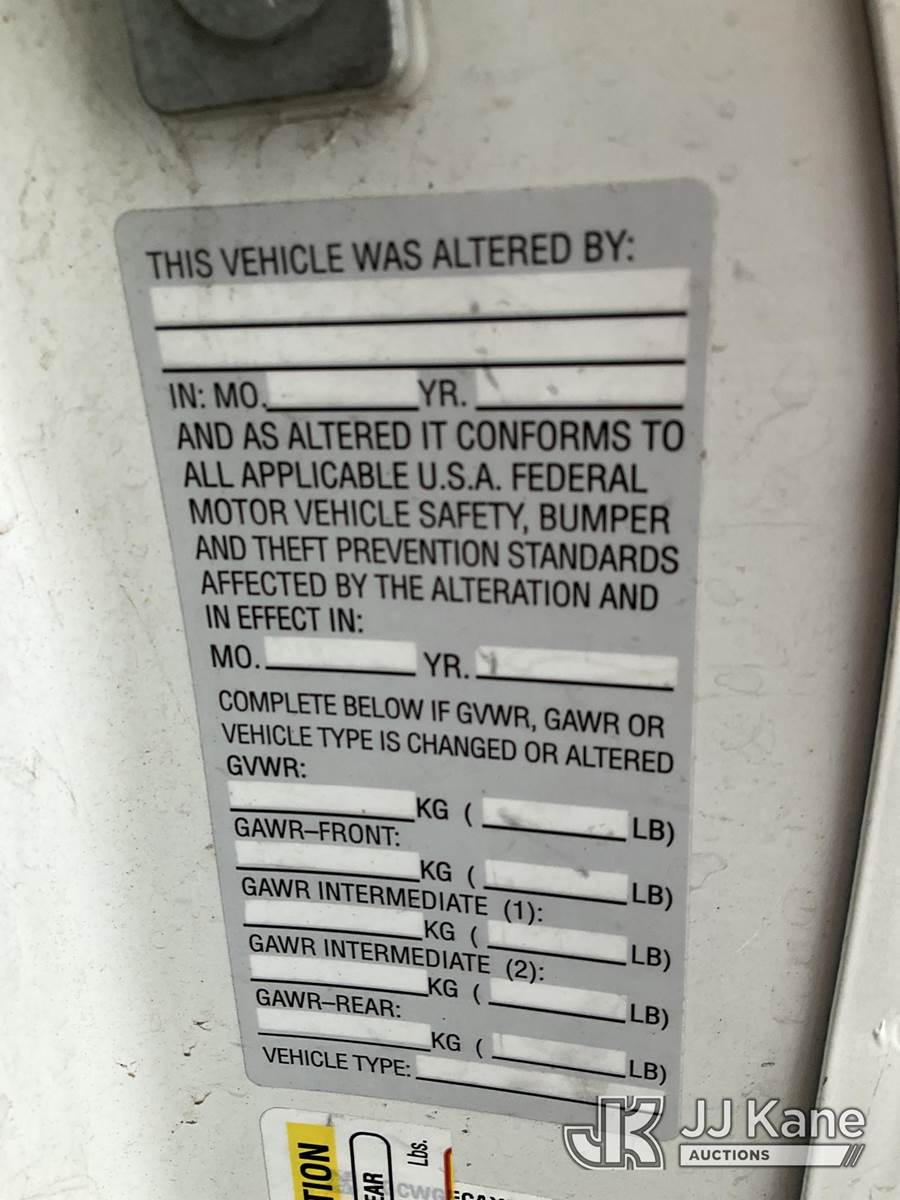 THIS VEHICLE WAS ALTERED BY:
IN: MO. YR.
AND AS ALTERED IT CONFORMS TO
ALL APPLICABLE U.S.A. FEDERAL
MOTOR VEHICLE SAFETY, BUMPER
AND THEFT PREVENTION STANDARDS
AFFECTED BY THE ALTERATION AND
IN EFFECT IN:
MO. YR.
COMPLETE BELOW IF GVWR, GAWR OR
VEHICLE TYPE IS CHANGED OR ALTERED
GVWR:
KG ( LB)
GAWR–FRONT:
KG ( LB)
GAWR INTERMEDIATE (1):
KG ( LB)
GAWR INTERMEDIATE (2):
KG ( LB)
GAWR–REAR:
KG ( LB)
VEHICLE TYPE:
JK JJ Kane
AUCTIONS
Lbs.